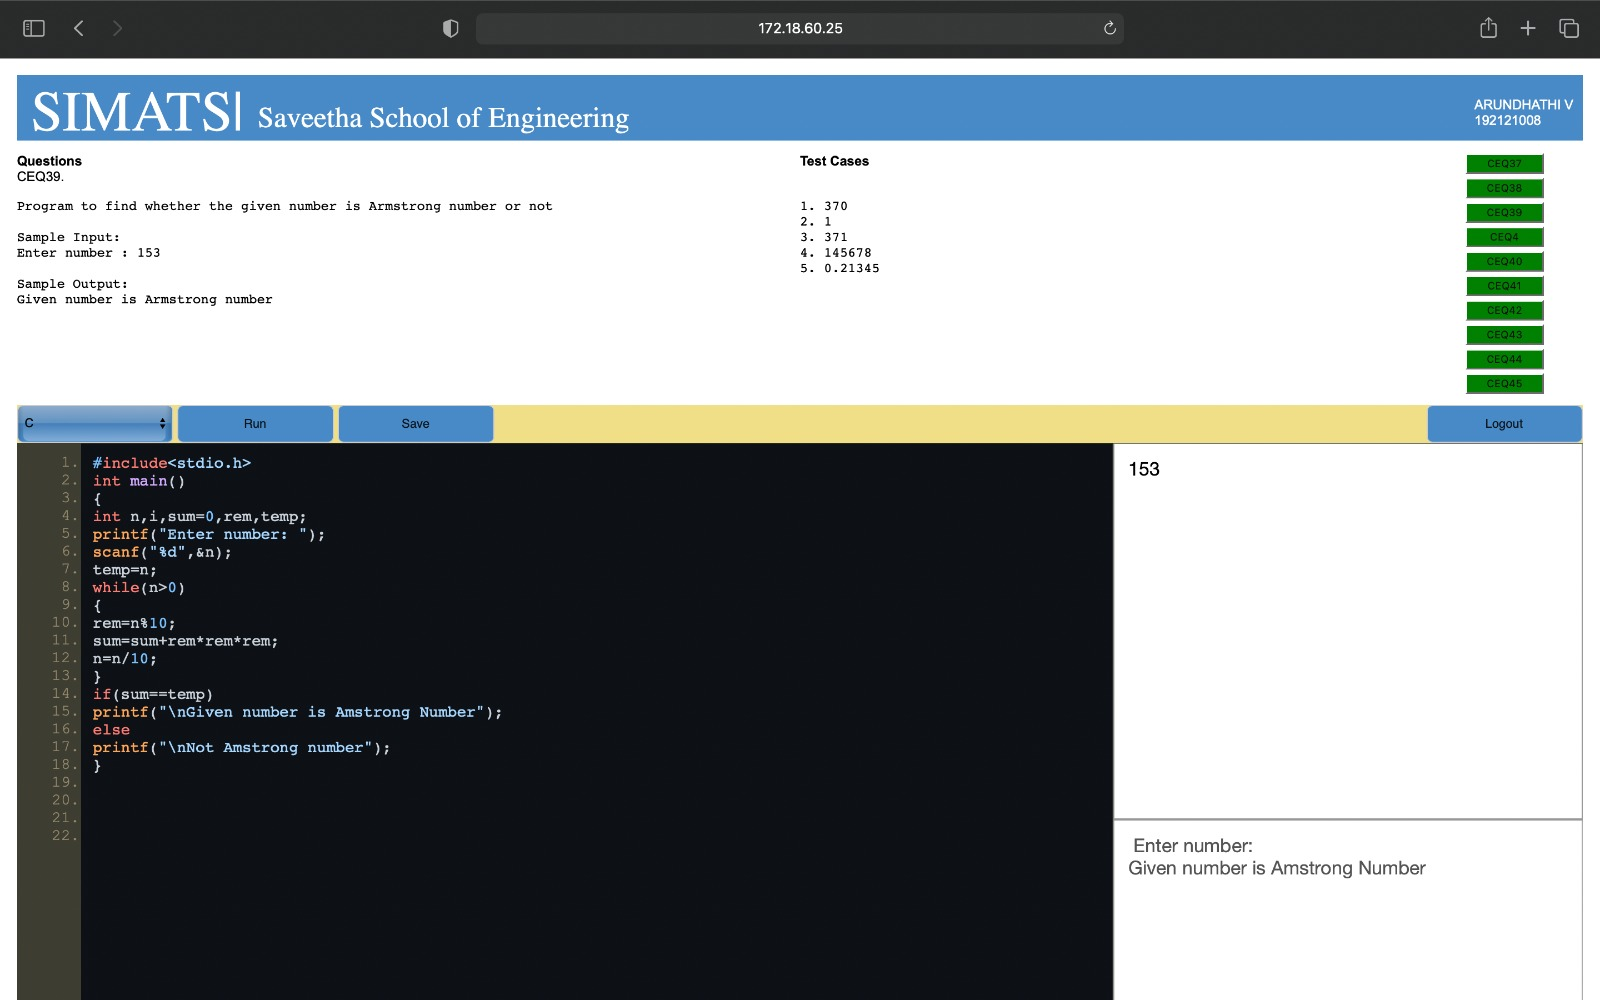 172.18.60.25
SIMATS| Saveetha School of Engineering
ARUNDHATHI V
192121008
Questions
CEQ39.
Program to find whether the given number is Armstrong number or not
Sample Input:
Enter number : 153
Sample Output:
Given number is Armstrong number
Test Cases
1. 370
2. 1
3. 371
4. 145678
5. 0.21345
CEQ37
CEQ38
CEQ39
CEQ4
CEQ40
CEQ41
CEQ42
CEQ43
CEQ44
CEQ45
C
Run
Save
Logout
1. #include<stdio.h>
2. int main()
3. {
4. int n,i,sum=0,rem,temp;
5. printf("Enter number: ");
6. scanf("%d",&n);
7. temp=n;
8. while(n>0)
9. {
10. rem=n%10;
11. sum=sum+rem*rem*rem;
12. n=n/10;
13. }
14. if(sum==temp)
15. printf("\nGiven number is Amstrong Number");
16. else
17. printf("\nNot Amstrong number");
18. }
19.
20.
21.
22.
153
Enter number:
Given number is Amstrong Number